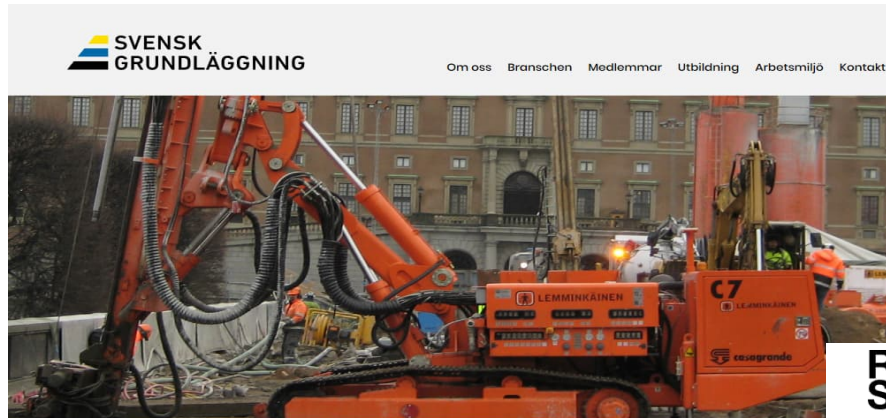 SVENSK
GRUNDLÄGGNING
Om oss Branschen Medlemmar Utbildning Arbetsmiljö Kontakt
LEMMINKÄINEN
C7
LEMMINKÄINEN
casagrande
R
S